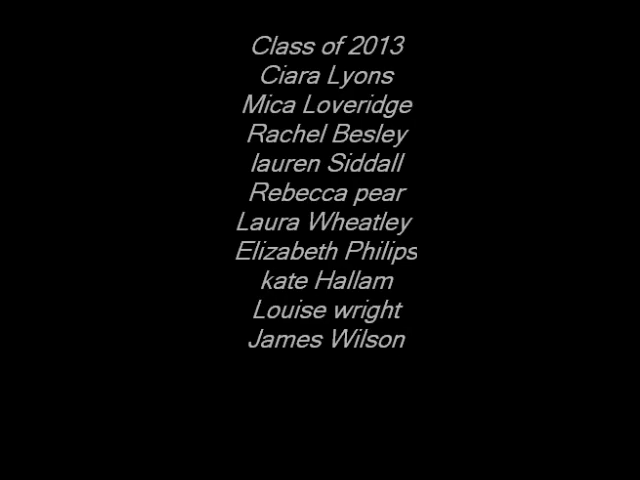 Class of 2013
Ciara Lyons
Mica Loveridge
Rachel Besley
lauren Siddall
Rebecca pear
Laura Wheatley
Elizabeth Philips
kate Hallam
Louise wright
James Wilson